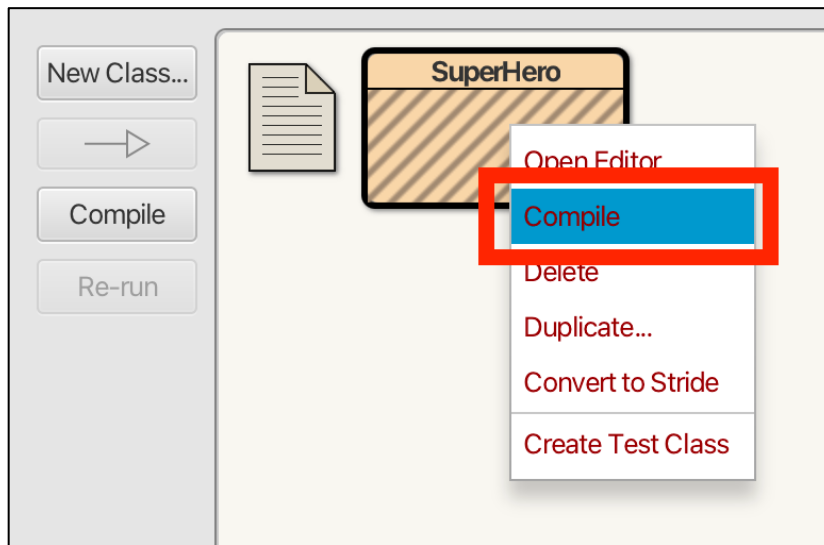 New Class...
Compile
Re-run
SuperHero
Open Editor
Compile
Delete
Duplicate...
Convert to Stride
Create Test Class